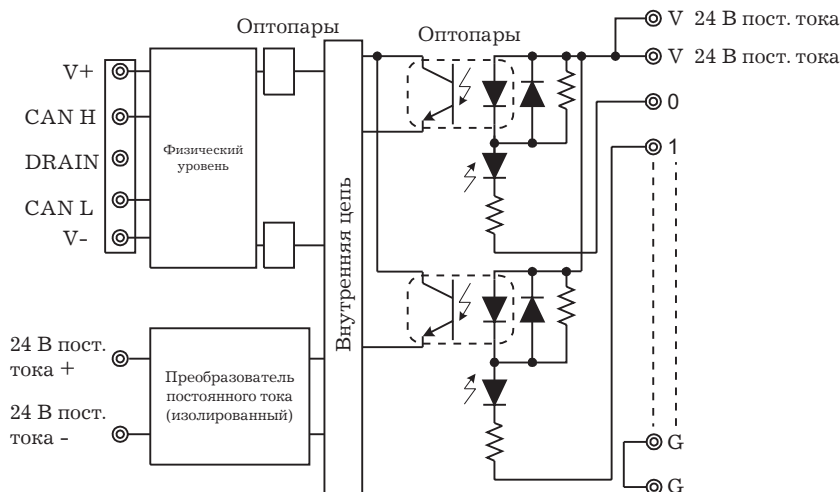 Оптопары
Оптопары
V 24 В пост. тока
V 24 В пост. тока
0
1
V+
CAN H
DRAIN
CAN L
V-
Физический
уровень
Внутренняя цепь
24 В пост.
тока +
24 В пост.
тока -
Преобразователь
постоянного тока
(изолированный)
G
G